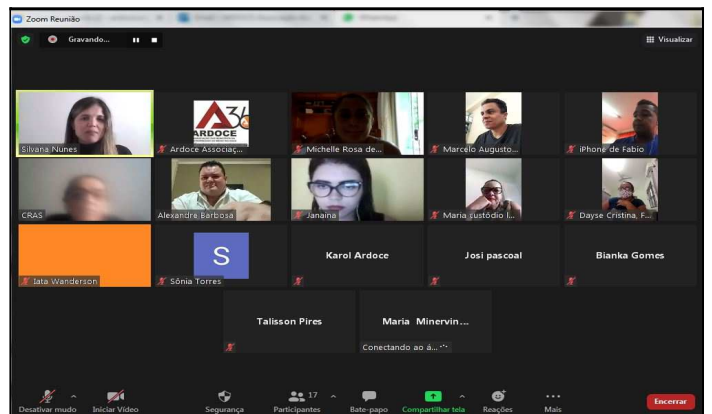 Zoom Reunião
Gravando...
Visualizar
Silvana Nunes
A36
ARDOCE
Ardoce Associaç...
Michelle Rosa de...
Marcelo Augusto...
iPhone de Fabio
CRAS
Alexandre Barbosa
Janaina
Maria custódio l...
Dayse Cristina, F...
Iata Wanderson
S
Sônia Torres
Karol Ardoce
Josi pascoal
Bianka Gomes
Talisson Pires
Maria Minervin...
Conectando ao á...
Desativar mudo
Iniciar Vídeo
Segurança
17
Participantes
Bate-papo
Compartilhar tela
Reações
Mais
Encerrar